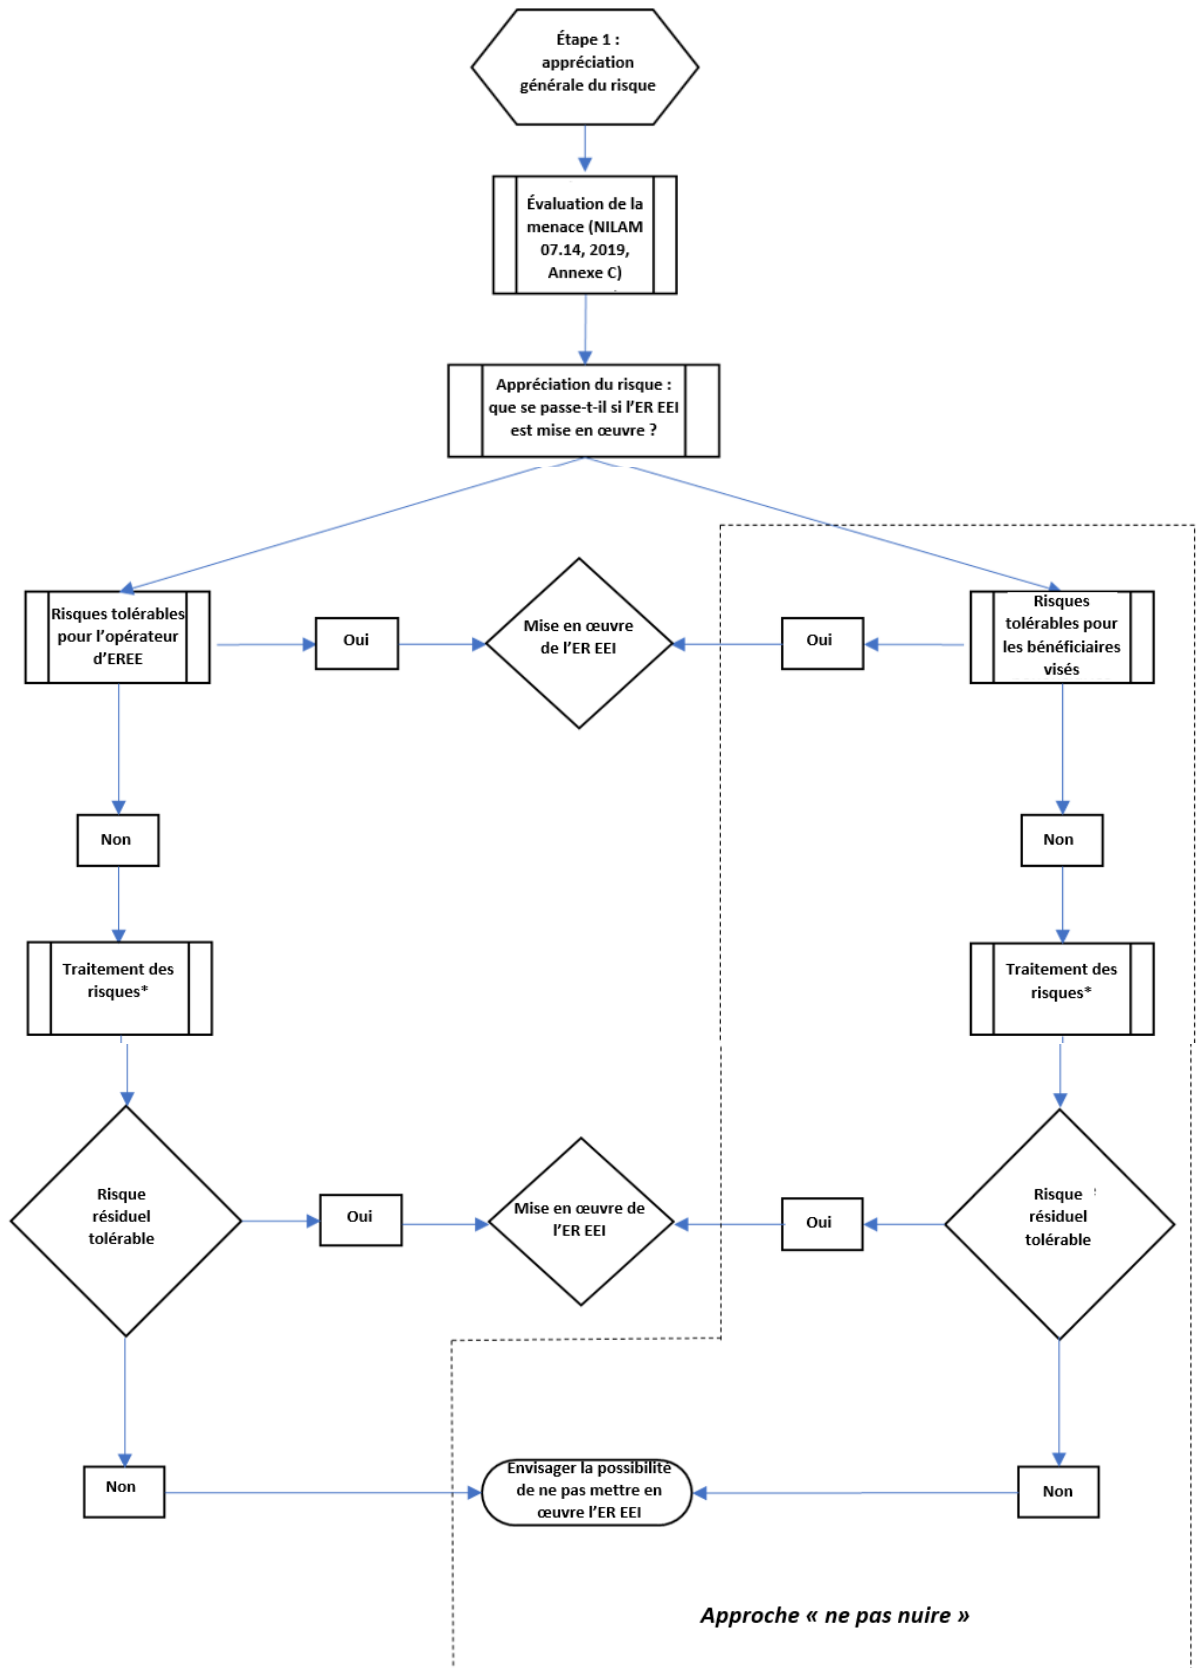 Étape 1 :
appréciation
générale du risque
Évaluation de la
menace (NILAM
07.14, 2019,
Annexe C)
Appréciation du risque :
que se passe-t-il si l’ER EEI
est mise en œuvre ?
Risques tolérables
pour l’opérateur
d’EREE
Oui
Mise en œuvre
de l’ER EEI
Oui
Risques
tolérables pour
les bénéficiaires
visés
Non
Non
Traitement des
risques*
Traitement des
risques*
Risque
résiduel
tolérable
Oui
Mise en œuvre de
l’ER EEI
Oui
Risque
résiduel
tolérable
Non
Envisager la possibilité
de ne pas mettre en
œuvre l’ER EEI
Non
Approche « ne pas nuire »